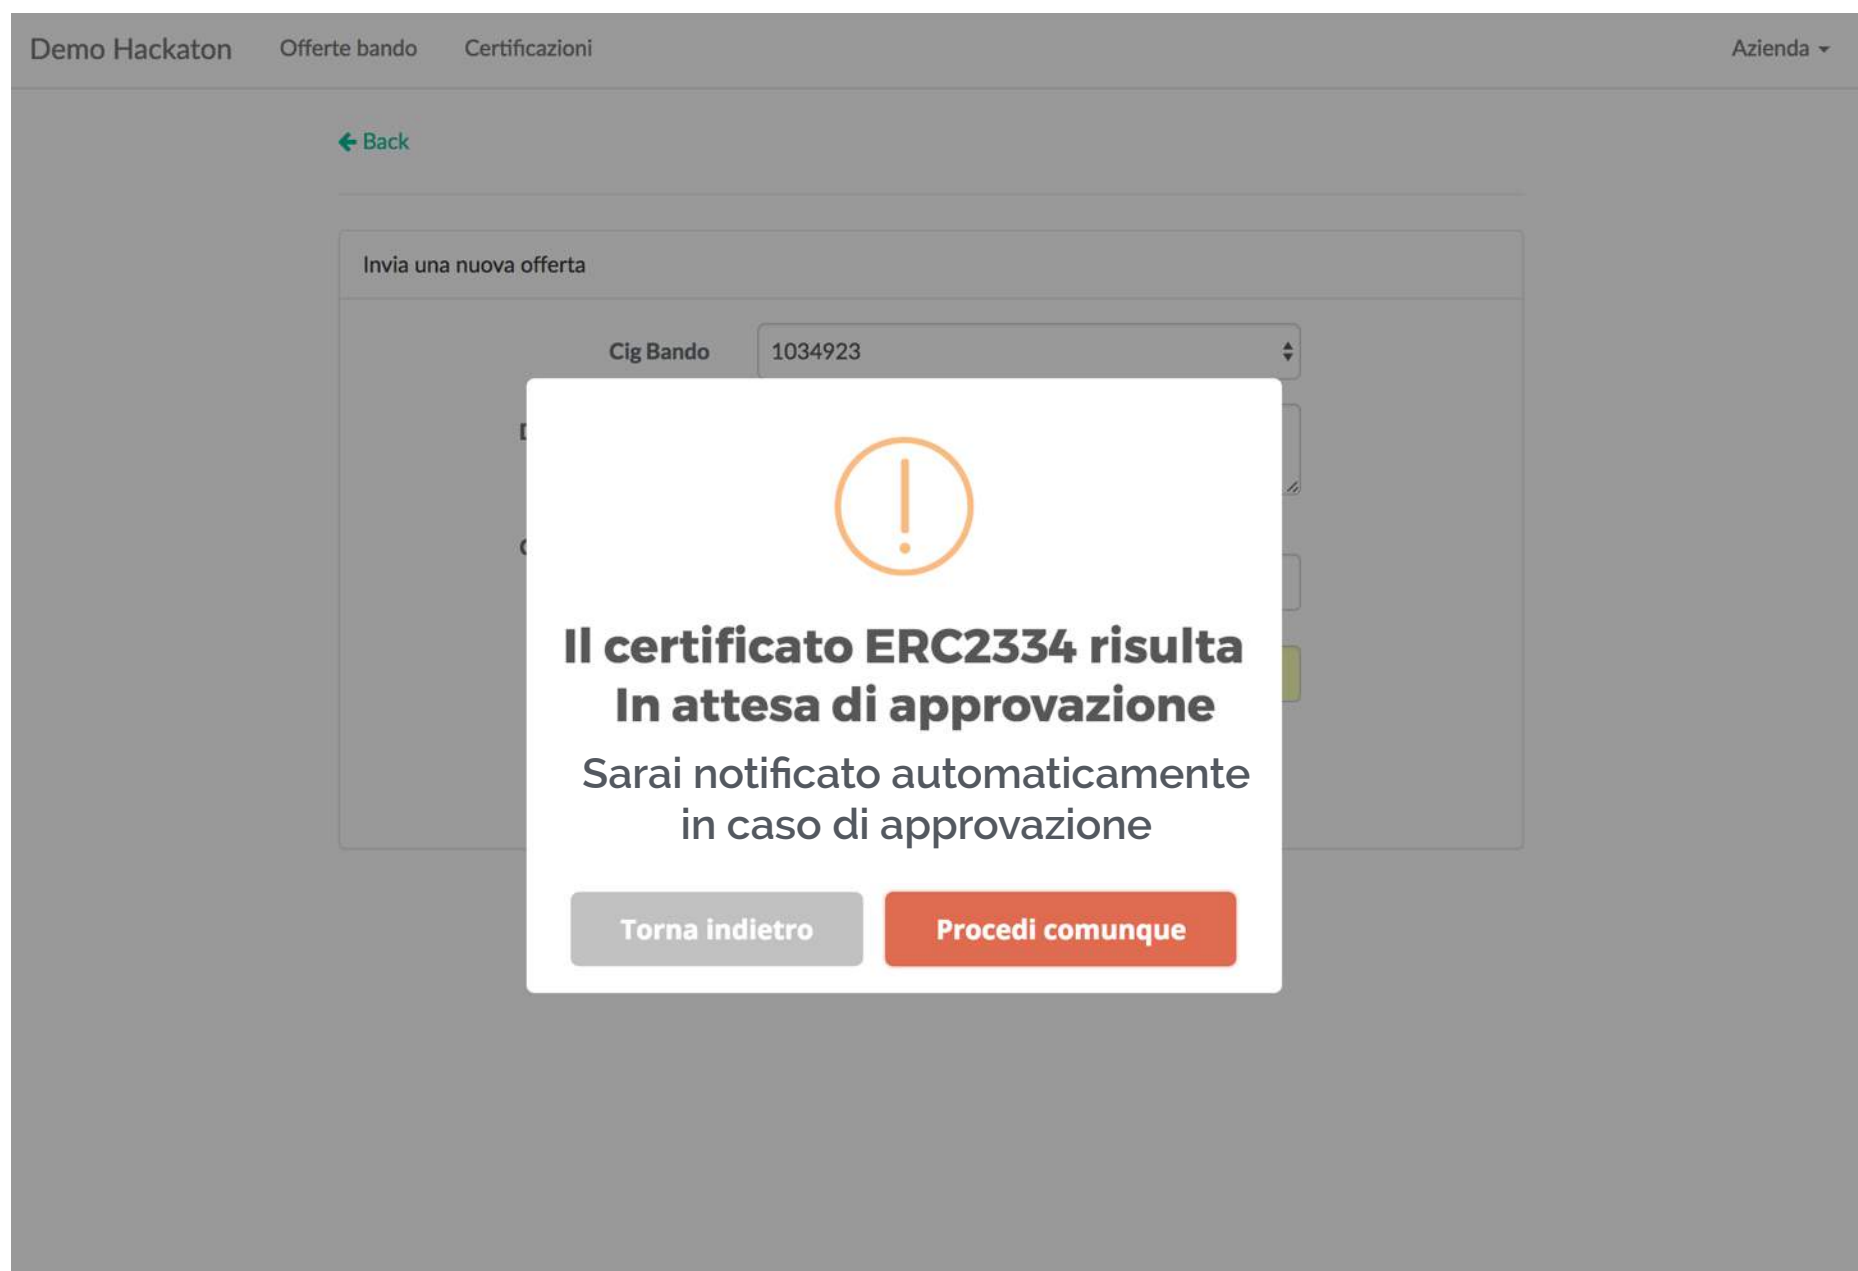 Demo Hackaton Offerte bando Certificazioni Azienda
Back
Invia una nuova offerta
Cig Bando 1034923
Il certificato ERC2334 risulta
In attesa di approvazione
Sarai notificato automaticamente
in caso di approvazione
Torna indietro Procedi comunque